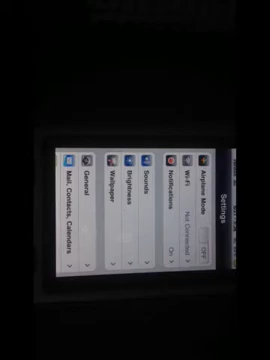 Settings
Airplane Mode OFF
Wi-Fi Not Connected
Notifications On
Sounds
Brightness
Wallpaper
General
Mail, Contacts, Calendars